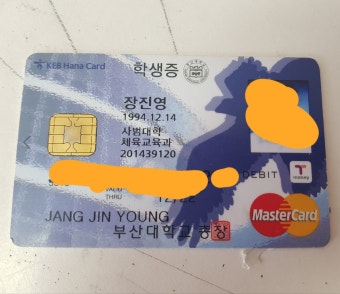 KEB Hana Card 학생증
장진영
1994.12.14
사범대학
체육교육과
201439120
DEBIT
T
money
THRU 12/22
JANG JIN YOUNG
부산대학교 총장
MasterCard